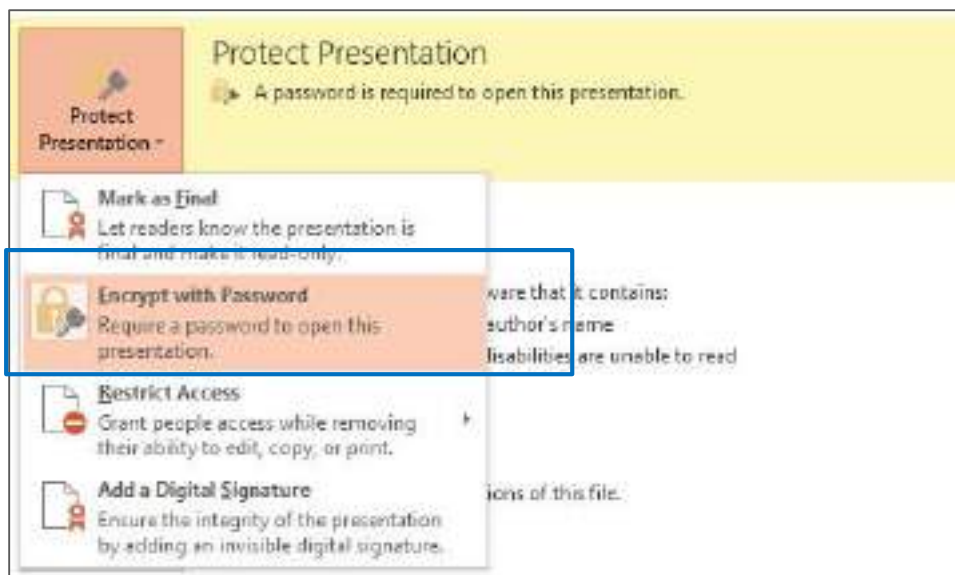 Protect Presentation
A password is required to open this presentation.
Protect
Presentation
Mark as Final
Let readers know the presentation is
final and make it read-only.
Encrypt with Password
Require a password to open this
presentation.
ware that it contains:
author's name
disabilities are unable to read
Restrict Access
Grant people access while removing
their ability to edit, copy, or print.
Add a Digital Signature
Ensure the integrity of the presentation
by adding an invisible digital signature.
ions of this file.